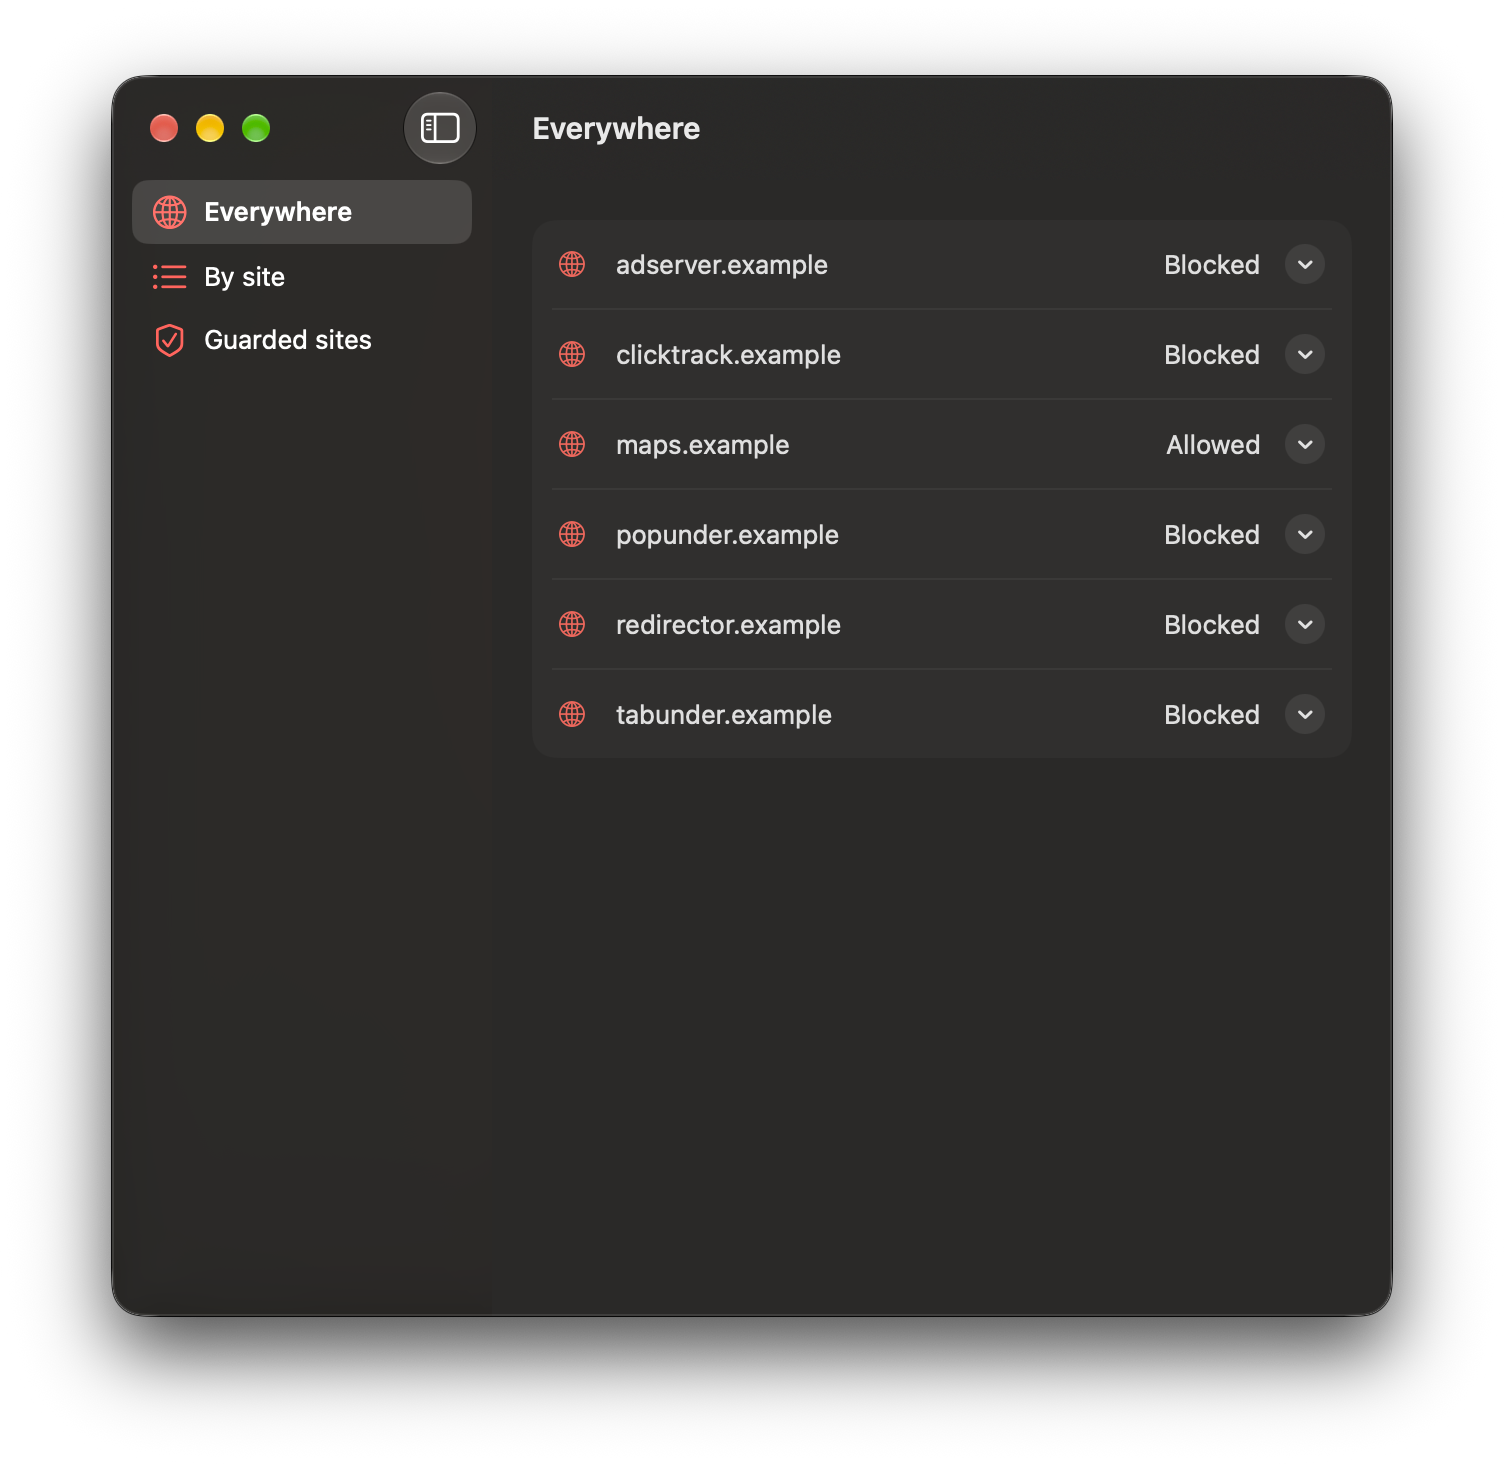 Everywhere
By site
Guarded sites
Everywhere
adserver.example Blocked
clicktrack.example Blocked
maps.example Allowed
popunder.example Blocked
redirector.example Blocked
tabunder.example Blocked